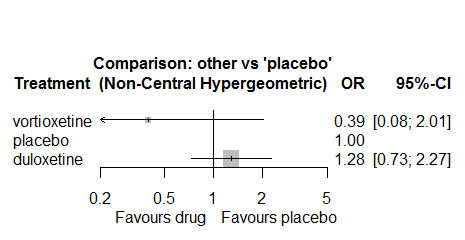 Comparison: other vs 'placebo'
Treatment (Non-Central Hypergeometric) OR 95%-CI
vortioxetine 0.39 [0.08; 2.01]
placebo 1.00
duloxetine 1.28 [0.73; 2.27]
0.2 0.5 1 2 5
Favours drug Favours placebo